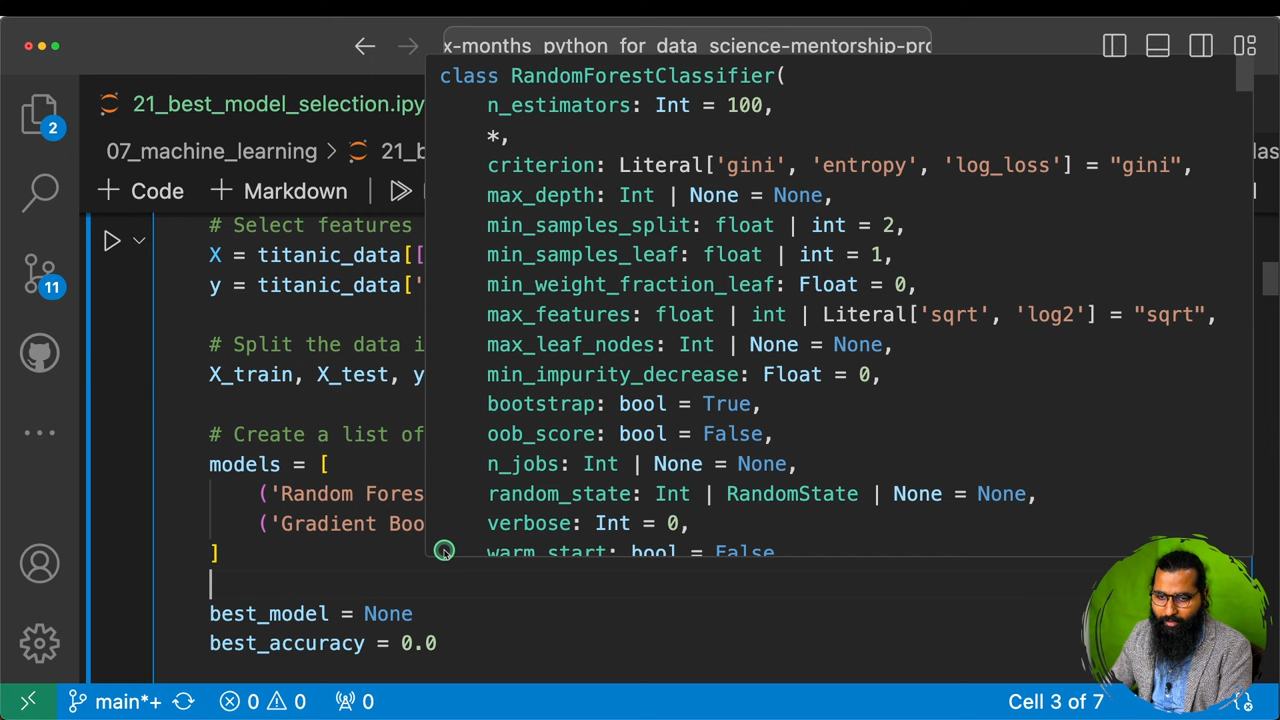 x-months_python_for_data_science-mentorship-pro
21_best_model_selection.ipy
07_machine_learning > 21_b
+ Code + Markdown
class RandomForestClassifier(
n_estimators: Int = 100,
*,
criterion: Literal['gini', 'entropy', 'log_loss'] = "gini",
max_depth: Int | None = None,
min_samples_split: float | int = 2,
min_samples_leaf: float | int = 1,
min_weight_fraction_leaf: Float = 0,
max_features: float | int | Literal['sqrt', 'log2'] = "sqrt",
max_leaf_nodes: Int | None = None,
min_impurity_decrease: Float = 0,
bootstrap: bool = True,
oob_score: bool = False,
n_jobs: Int | None = None,
random_state: Int | RandomState | None = None,
verbose: Int = 0,
warm_start: bool = False
# Select features
X = titanic_data[[
y = titanic_data['
# Split the data i
X_train, X_test, y
# Create a list of
models = [
('Random Fores
('Gradient Boo
]
best_model = None
best_accuracy = 0.0
2
11
main*+ 0 0 0 Cell 3 of 7